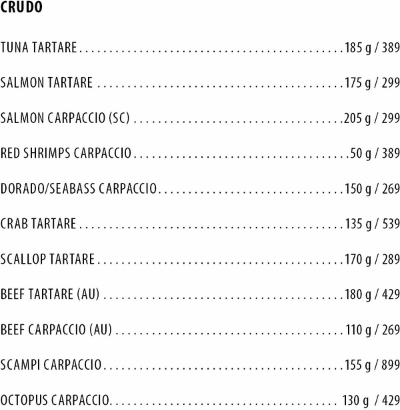 CRUDO
TUNA TARTARE............................................185 g / 389
SALMON TARTARE .........................................175 g / 299
SALMON CARPACCIO (SC) ...................................205 g / 299
RED SHRIMPS CARPACCIO....................................50 g / 389
DORADO/SEABASS CARPACCIO...............................150 g / 269
CRAB TARTARE............................................135 g / 539
SCALLOP TARTARE.........................................170 g / 289
BEEF TARTARE (AU) ........................................180 g / 429
BEEF CARPACCIO (AU) ......................................110 g / 269
SCAMPI CARPACCIO........................................155 g / 899
OCTOPUS CARPACCIO...................................... 130 g / 429